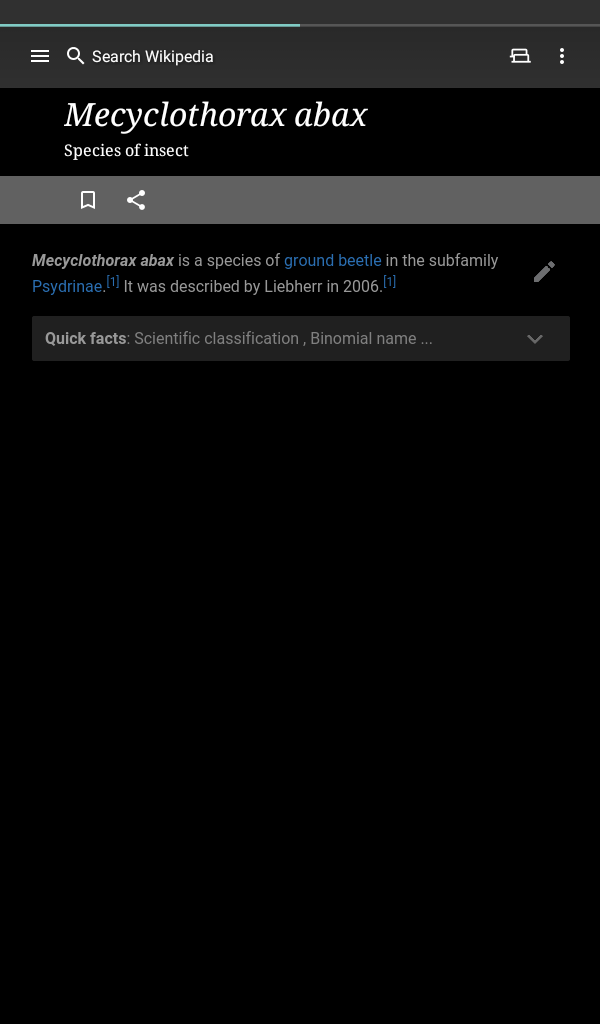 Search Wikipedia
Mecyclothorax abax
Species of insect
Mecyclothorax abax is a species of ground beetle in the subfamily
Psydrinae.[1] It was described by Liebherr in 2006.[1]
Quick facts: Scientific classification , Binomial name ...